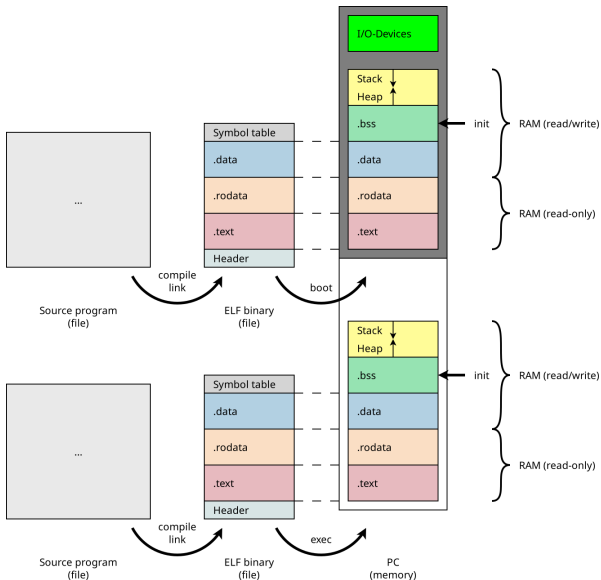 I/O-Devices
Stack
Heap
.bss
init
RAM (read/write)
Symbol table
.data
.data
...
.rodata
.rodata
RAM (read-only)
.text
.text
Header
compile
link
boot
Source program
(file)
ELF binary
(file)
Stack
Heap
.bss
init
RAM (read/write)
Symbol table
.data
.data
...
.rodata
.rodata
RAM (read-only)
.text
.text
Header
compile
link
exec
Source program
(file)
ELF binary
(file)
PC
(memory)